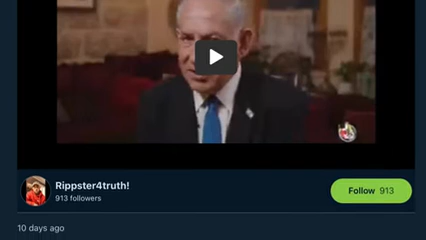 Rippster4truth!
913 followers
Follow 913
10 days ago